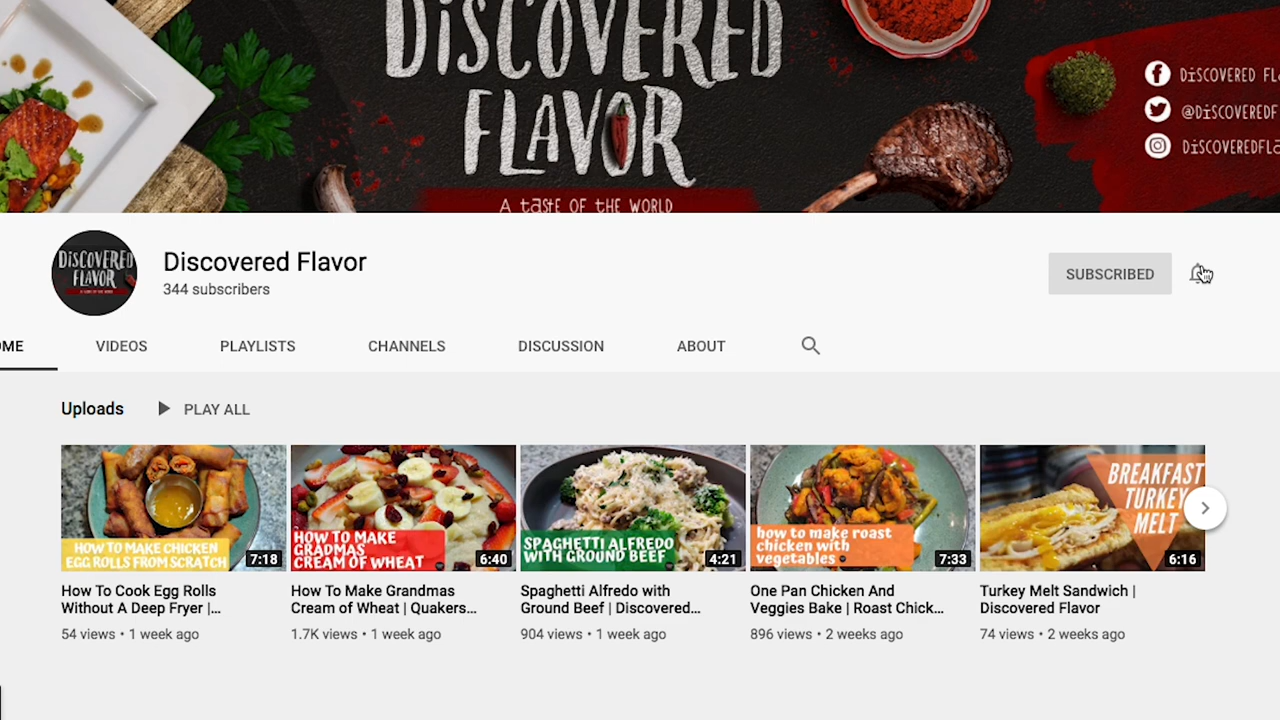 DiSCOVERED
FLAVOR
A taSte OF the WORLD
f DiSCOVERED
@DiSCOVEREDF
DISCOVERED
FLAVOR
Discovered Flavor
344 subscribers
SUBSCRIBED
OME
VIDEOS
PLAYLISTS
CHANNELS
DISCUSSION
ABOUT
Uploads
PLAY ALL
HOW TO MAKE CHICKEN
EGG ROLLS FROM SCRATCH
7:18
HOW TO MAKE
GRADMAS
CREAM OF WHEAT
6:40
SPAGHETTI ALFREDO
WITH GROUND BEEF
4:21
how to make roast
chicken with
vegetables
7:33
BREAKFAST
TURKEY
MELT
6:16
How To Cook Egg Rolls
Without A Deep Fryer |...
54 views • 1 week ago
How To Make Grandmas
Cream of Wheat | Quakers...
1.7K views • 1 week ago
Spaghetti Alfredo with
Ground Beef | Discovered...
904 views • 1 week ago
One Pan Chicken And
Veggies Bake | Roast Chick...
896 views • 2 weeks ago
Turkey Melt Sandwich |
Discovered Flavor
74 views • 2 weeks ago